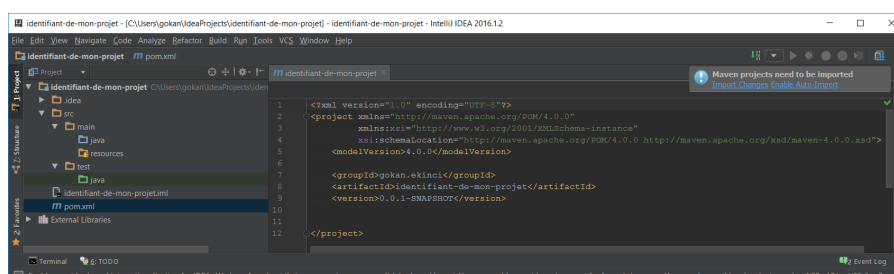 identifiant-de-mon-projet - [C:\Users\gokan\IdeaProjects\identifiant-de-mon-projet] - identifiant-de-mon-projet - IntelliJ IDEA 2016.1.2
File Edit View Navigate Code Analyze Refactor Build Run Tools VCS Window Help
identifiant-de-mon-projet m pom.xml
1: Project
Project
identifiant-de-mon-projet C:\Users\gokan\IdeaProjects\iden
.idea
src
main
java
resources
test
java
identifiant-de-mon-projet.iml
m pom.xml
External Libraries
Z: Structure
2: Favorites
m identifiant-de-mon-projet
Maven projects need to be imported
Import Changes Enable Auto-Import
1 <?xml version="1.0" encoding="UTF-8"?>
2 <project xmlns="http://maven.apache.org/POM/4.0.0"
3 xmlns:xsi="http://www.w3.org/2001/XMLSchema-instance"
4 xsi:schemaLocation="http://maven.apache.org/POM/4.0.0 http://maven.apache.org/xsd/maven-4.0.0.xsd">
5 <modelVersion>4.0.0</modelVersion>
6
7 <groupId>gokan.ekinci</groupId>
8 <artifactId>identifiant-de-mon-projet</artifactId>
9 <version>0.0.1-SNAPSHOT</version>
10
11
12 </project>
Terminal 6: TODO
2 Event Log